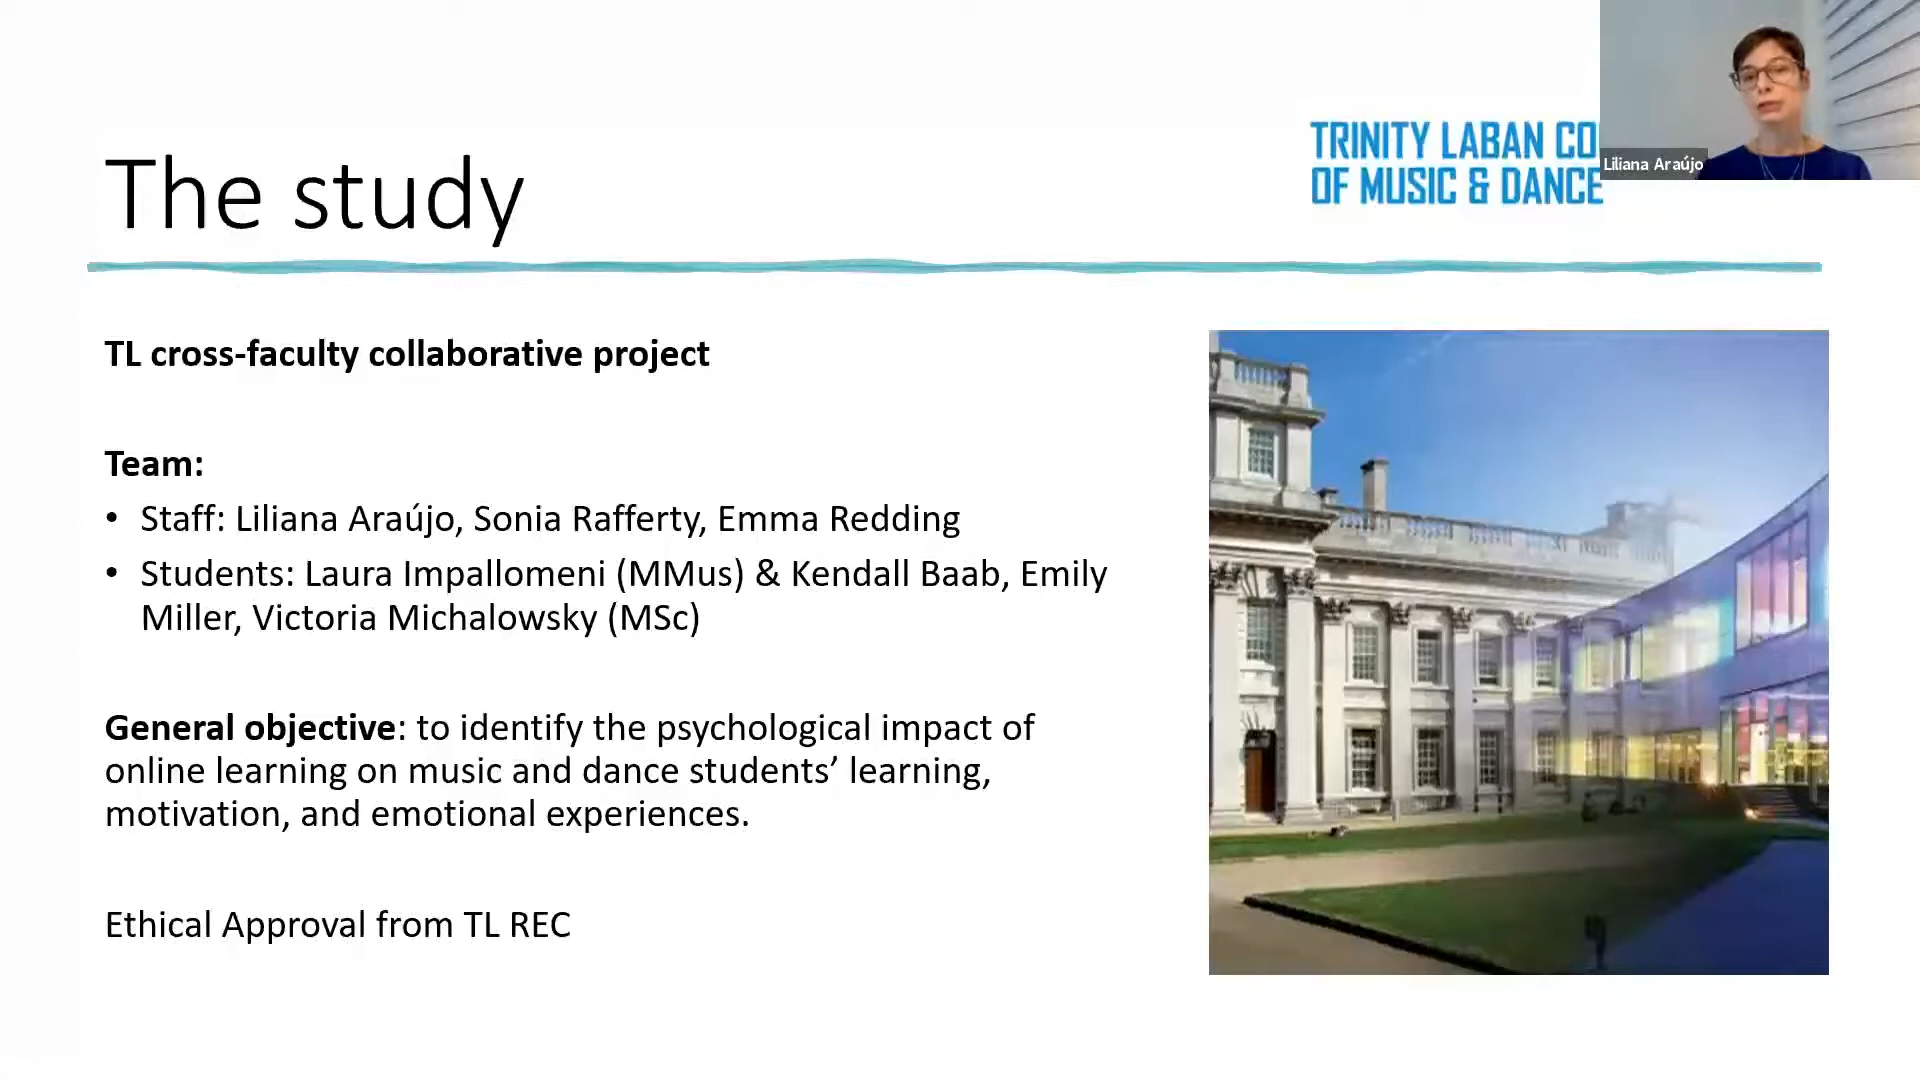 The study
TRINITY LABAN CO
OF MUSIC & DANCE
Liliana Araújo
TL cross-faculty collaborative project
Team:
• Staff: Liliana Araújo, Sonia Rafferty, Emma Redding
• Students: Laura Impallomeni (MMus) & Kendall Baab, Emily
Miller, Victoria Michalowsky (MSc)
General objective: to identify the psychological impact of
online learning on music and dance students’ learning,
motivation, and emotional experiences.
Ethical Approval from TL REC